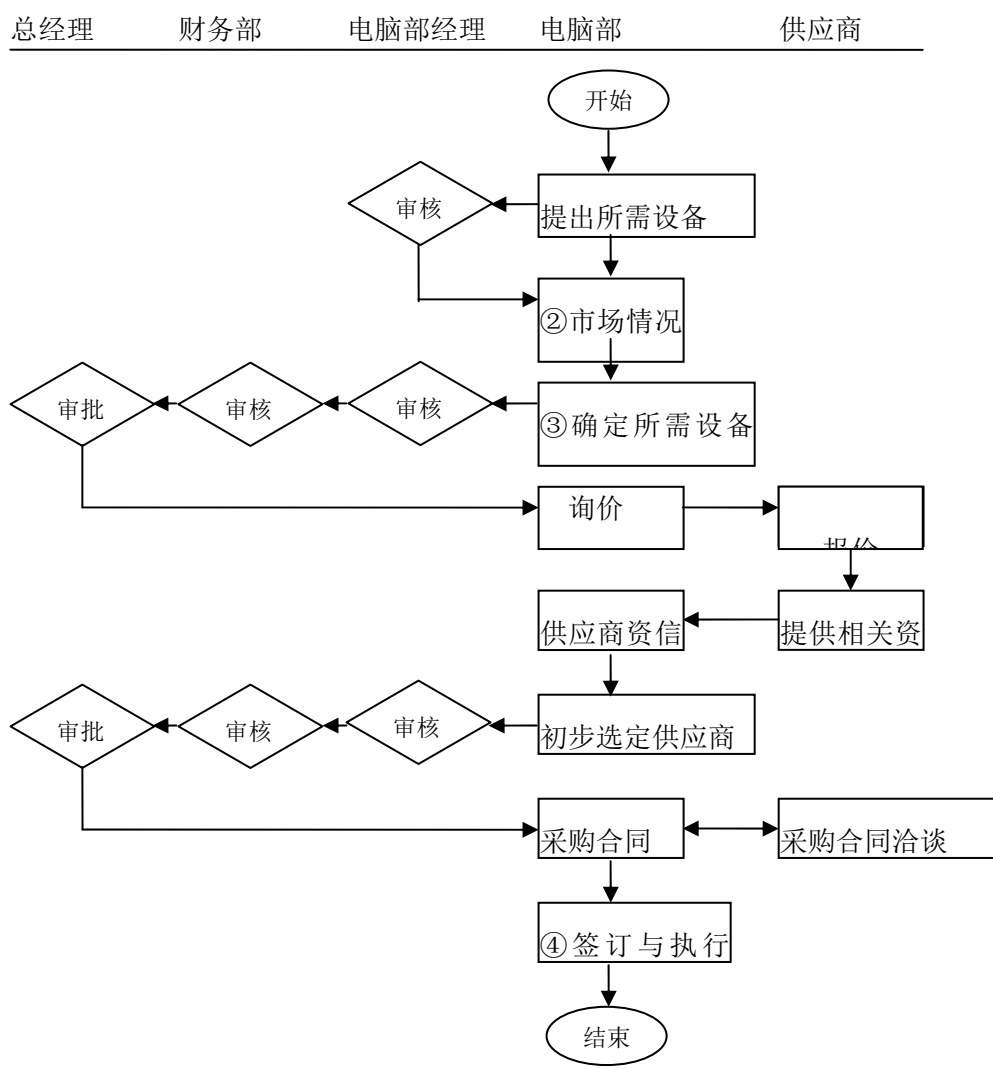 总经理 财务部 电脑部经理 电脑部 供应商
开始
审核 提出所需设备
②市场情况
审批 审核 审核 ③确定所需设备
询价
供应商资信 提供相关资
审批 审核 审核 初步选定供应商
采购合同 采购合同洽谈
④签订与执行
结束